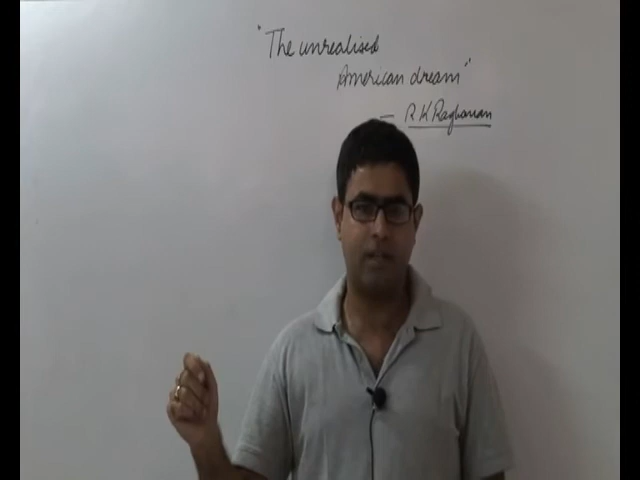 "The unrealised
American dream"
— R K Raghavan